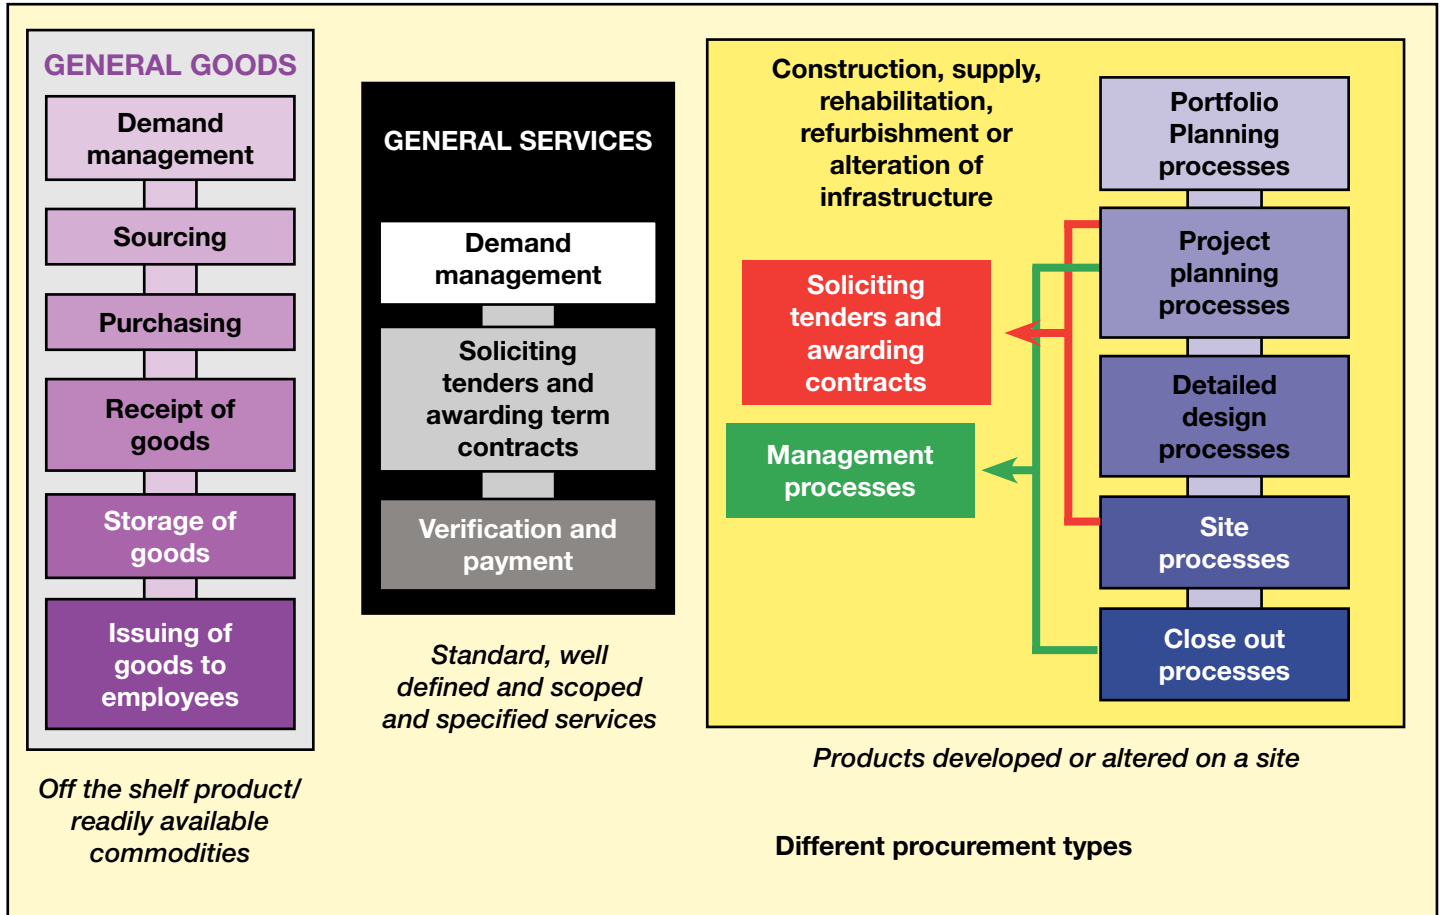 GENERAL GOODS
Demand
management
Sourcing
Purchasing
Receipt of
goods
Storage of
goods
Issuing of
goods to
employees
Off the shelf product/
readily available
commodities
GENERAL SERVICES
Demand
management
Soliciting
tenders and
awarding term
contracts
Verification and
payment
Standard, well
defined and scoped
and specified services
Construction, supply,
rehabilitation,
refurbishment or
alteration of
infrastructure
Soliciting
tenders and
awarding
contracts
Management
processes
Portfolio
Planning
processes
Project
planning
processes
Detailed
design
processes
Site
processes
Close out
processes
Products developed or altered on a site
Different procurement types